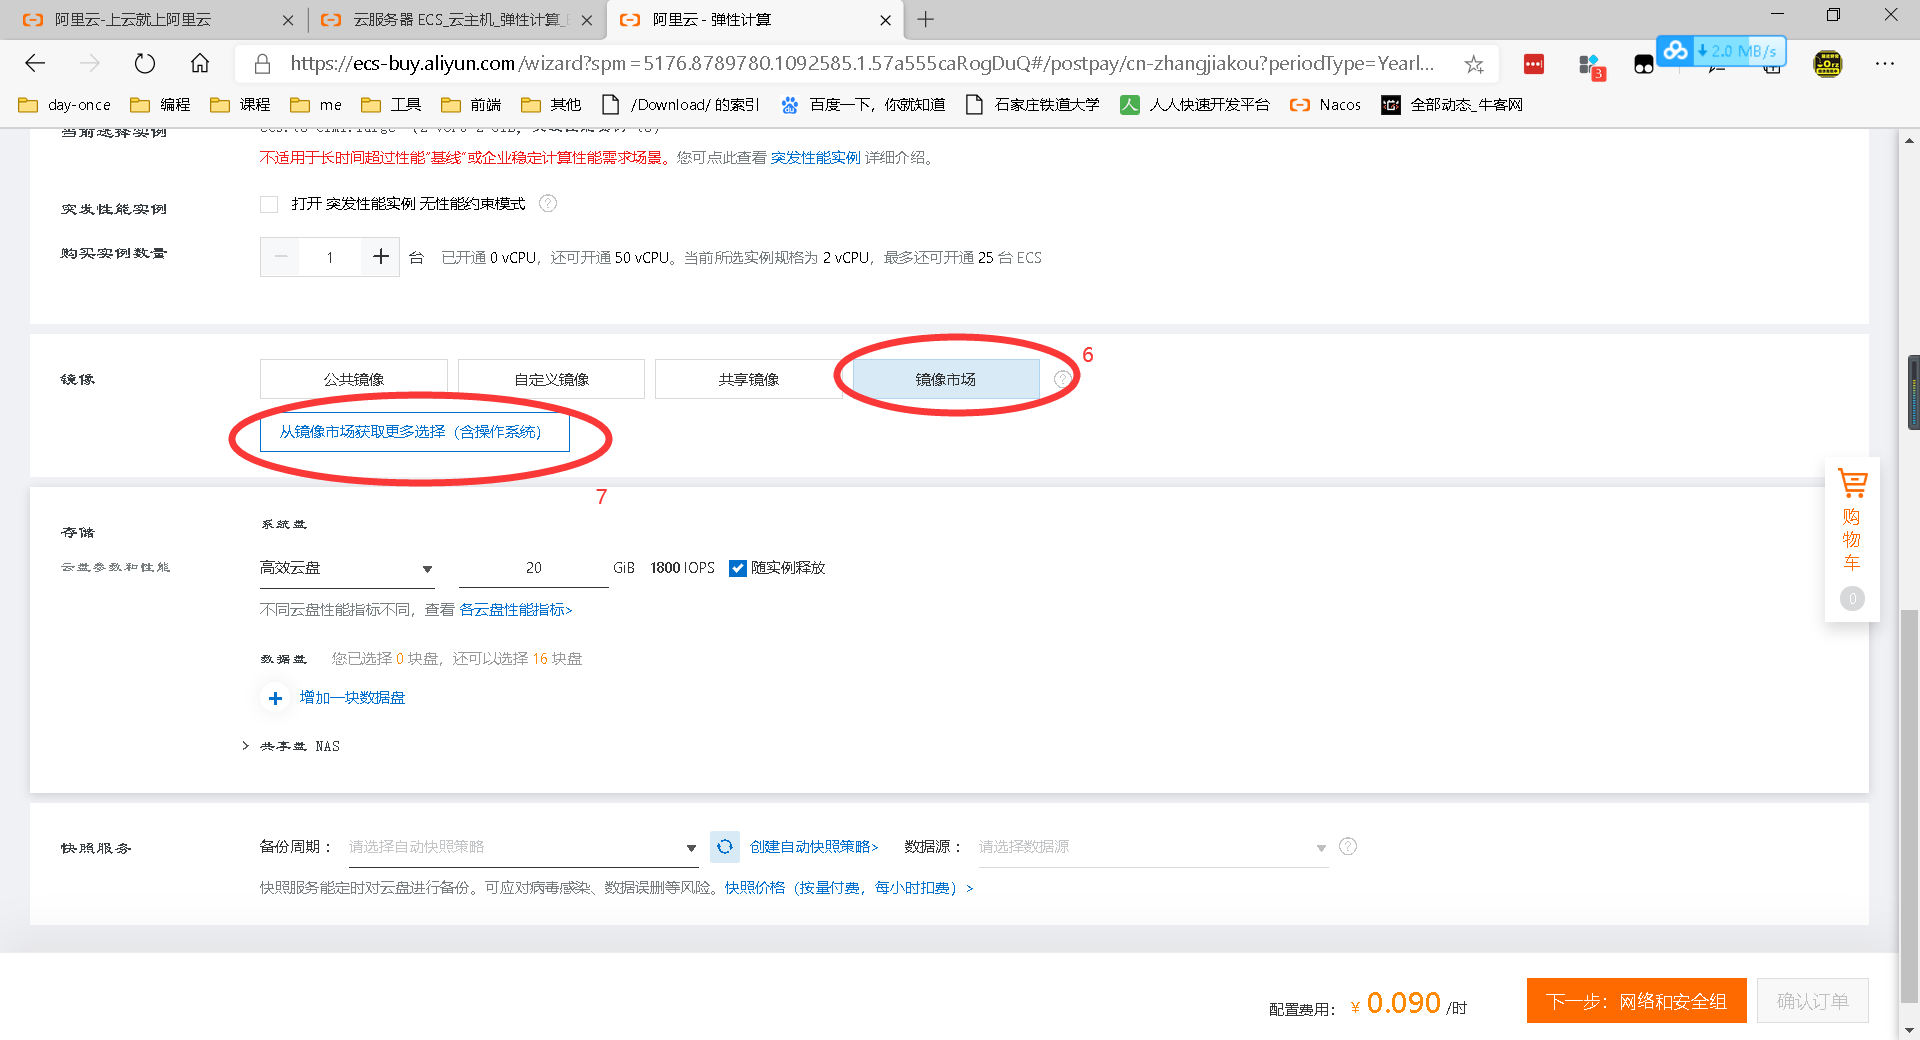 阿里云-上云就上阿里云
云服务器 ECS_云主机_弹性计算_
阿里云 - 弹性计算
https://ecs-buy.aliyun.com/wizard?spm=5176.8789780.1092585.1.57a555caRogDuQ#/postpay/cn-zhangjiakou?periodType=Yearl...
3
2.0 MB/s
day-once 编程 课程 me 工具 前端 其他 /Download/ 的索引 百度一下，你就知道 石家庄铁道大学 人人快速开发平台 Nacos 全部动态_牛客网
当前选择实例
不适用于长时间超过性能“基线”或企业稳定计算性能需求场景。您可点此查看 突发性能实例 详细介绍。
突发性能实例
打开 突发性能实例 无性能约束模式 ?
购买实例数量
− 1 + 台 已开通 0 vCPU，还可开通 50 vCPU。当前所选实例规格为 2 vCPU，最多还可开通 25 台 ECS
镜像
公共镜像 自定义镜像 共享镜像 镜像市场 ?
6
从镜像市场获取更多选择（含操作系统）
7
存储
系统盘
云盘参数和性能
高效云盘 20 GiB 1800 IOPS 随实例释放
不同云盘性能指标不同，查看 各云盘性能指标>
数据盘 您已选择 0 块盘，还可以选择 16 块盘
+ 增加一块数据盘
> 共享盘 NAS
快照服务
备份周期： 请选择自动快照策略 创建自动快照策略> 数据源： 请选择数据源 ?
快照服务能定时对云盘进行备份。可应对病毒感染、数据误删等风险。快照价格（按量付费，每小时扣费）>
购物车
0
配置费用： ¥ 0.090 /时
下一步：网络和安全组
确认订单